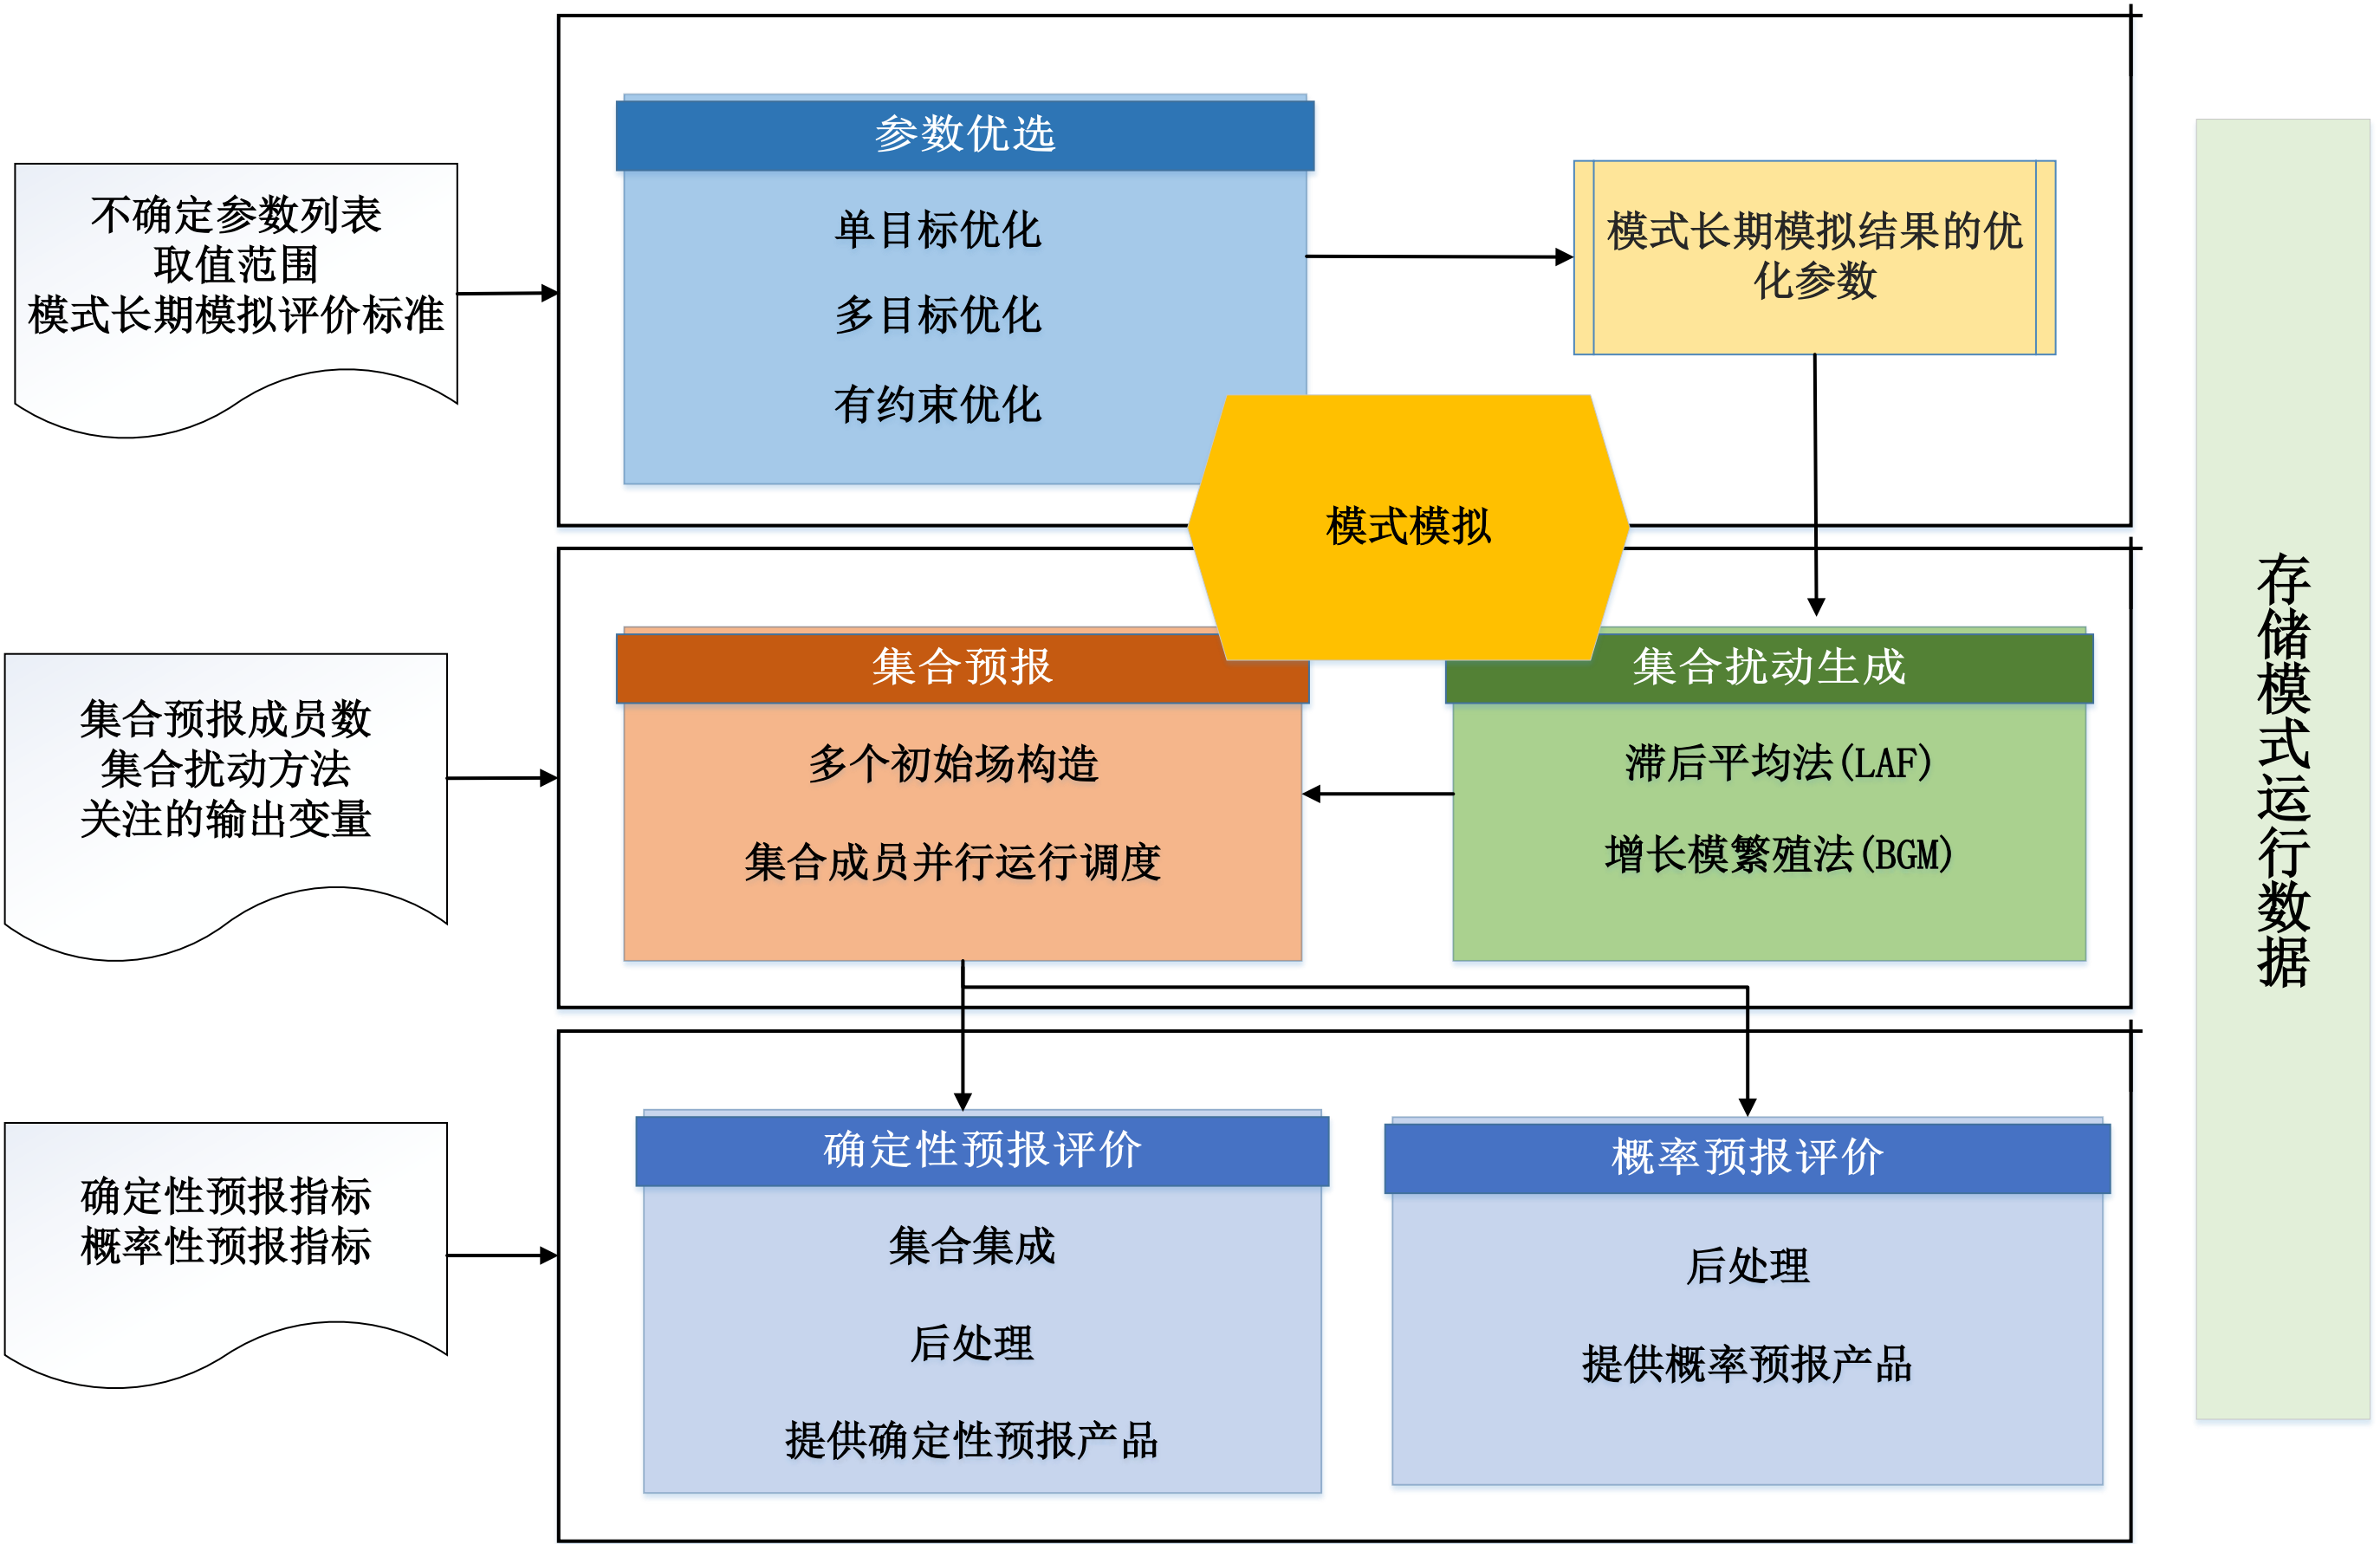 不确定参数列表
取值范围
模式长期模拟评价标准
参数优选
单目标优化
多目标优化
有约束优化
模式长期模拟结果的优
化参数
模式模拟
集合预报成员数
集合扰动方法
关注的输出变量
集合预报
多个初始场构造
集合成员并行运行调度
集合扰动生成
滞后平均法(LAF)
增长模繁殖法(BGM)
确定性预报指标
概率性预报指标
确定性预报评价
集合集成
后处理
提供确定性预报产品
概率预报评价
后处理
提供概率预报产品
存储模式运行数据